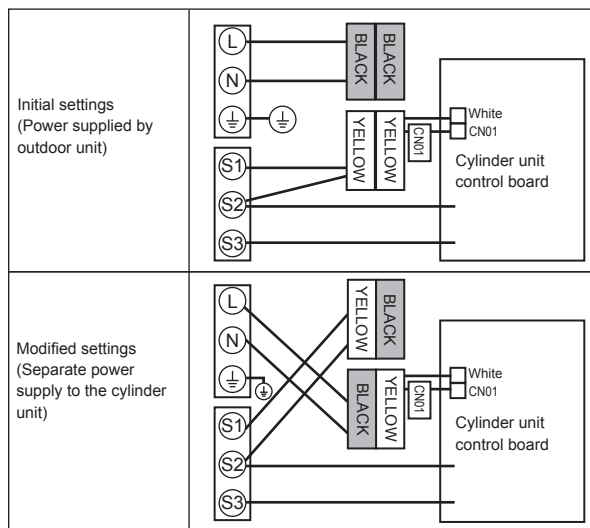 Initial settings
(Power supplied by
outdoor unit)
L
N
S1
S2
S3
BLACK
BLACK
YELLOW
YELLOW
CN01
White
CN01
Cylinder unit
control board
Modified settings
(Separate power
supply to the cylinder
unit)
L
N
S1
S2
S3
YELLOW
BLACK
BLACK
YELLOW
CN01
White
CN01
Cylinder unit
control board